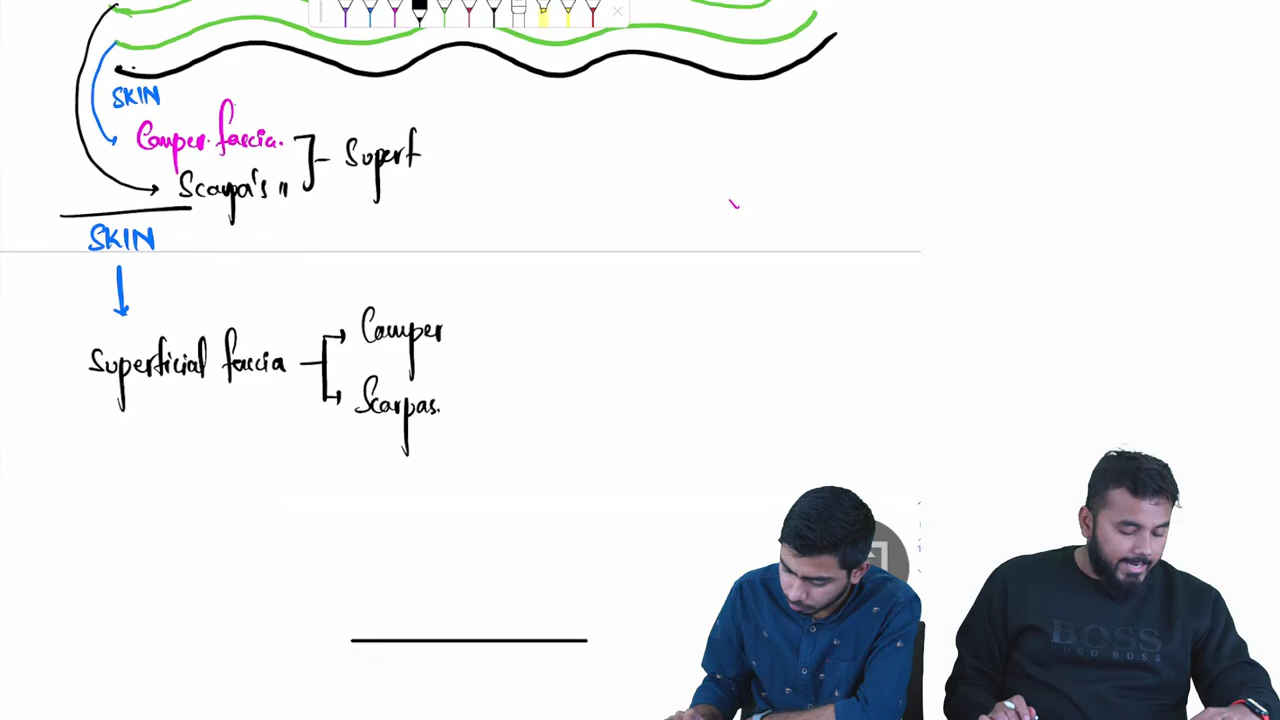 SKIN
Camper fascia.
Scarpa's "
Superf
SKIN
Superficial fascia
Camper
Scarpas.
BOSS
HUGO BOSS